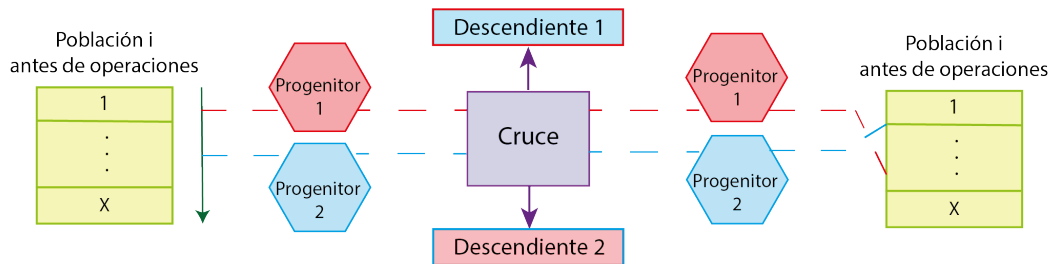 Población i
antes de operaciones
1
.
.
.
X
Progenitor
1
Progenitor
2
Descendiente 1
Cruce
Descendiente 2
Progenitor
1
Progenitor
2
Población i
antes de operaciones
1
.
.
.
X